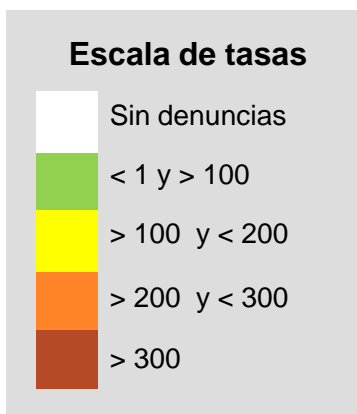 Escala de tasas
Sin denuncias
< 1 y > 100
> 100 y < 200
> 200 y < 300
> 300